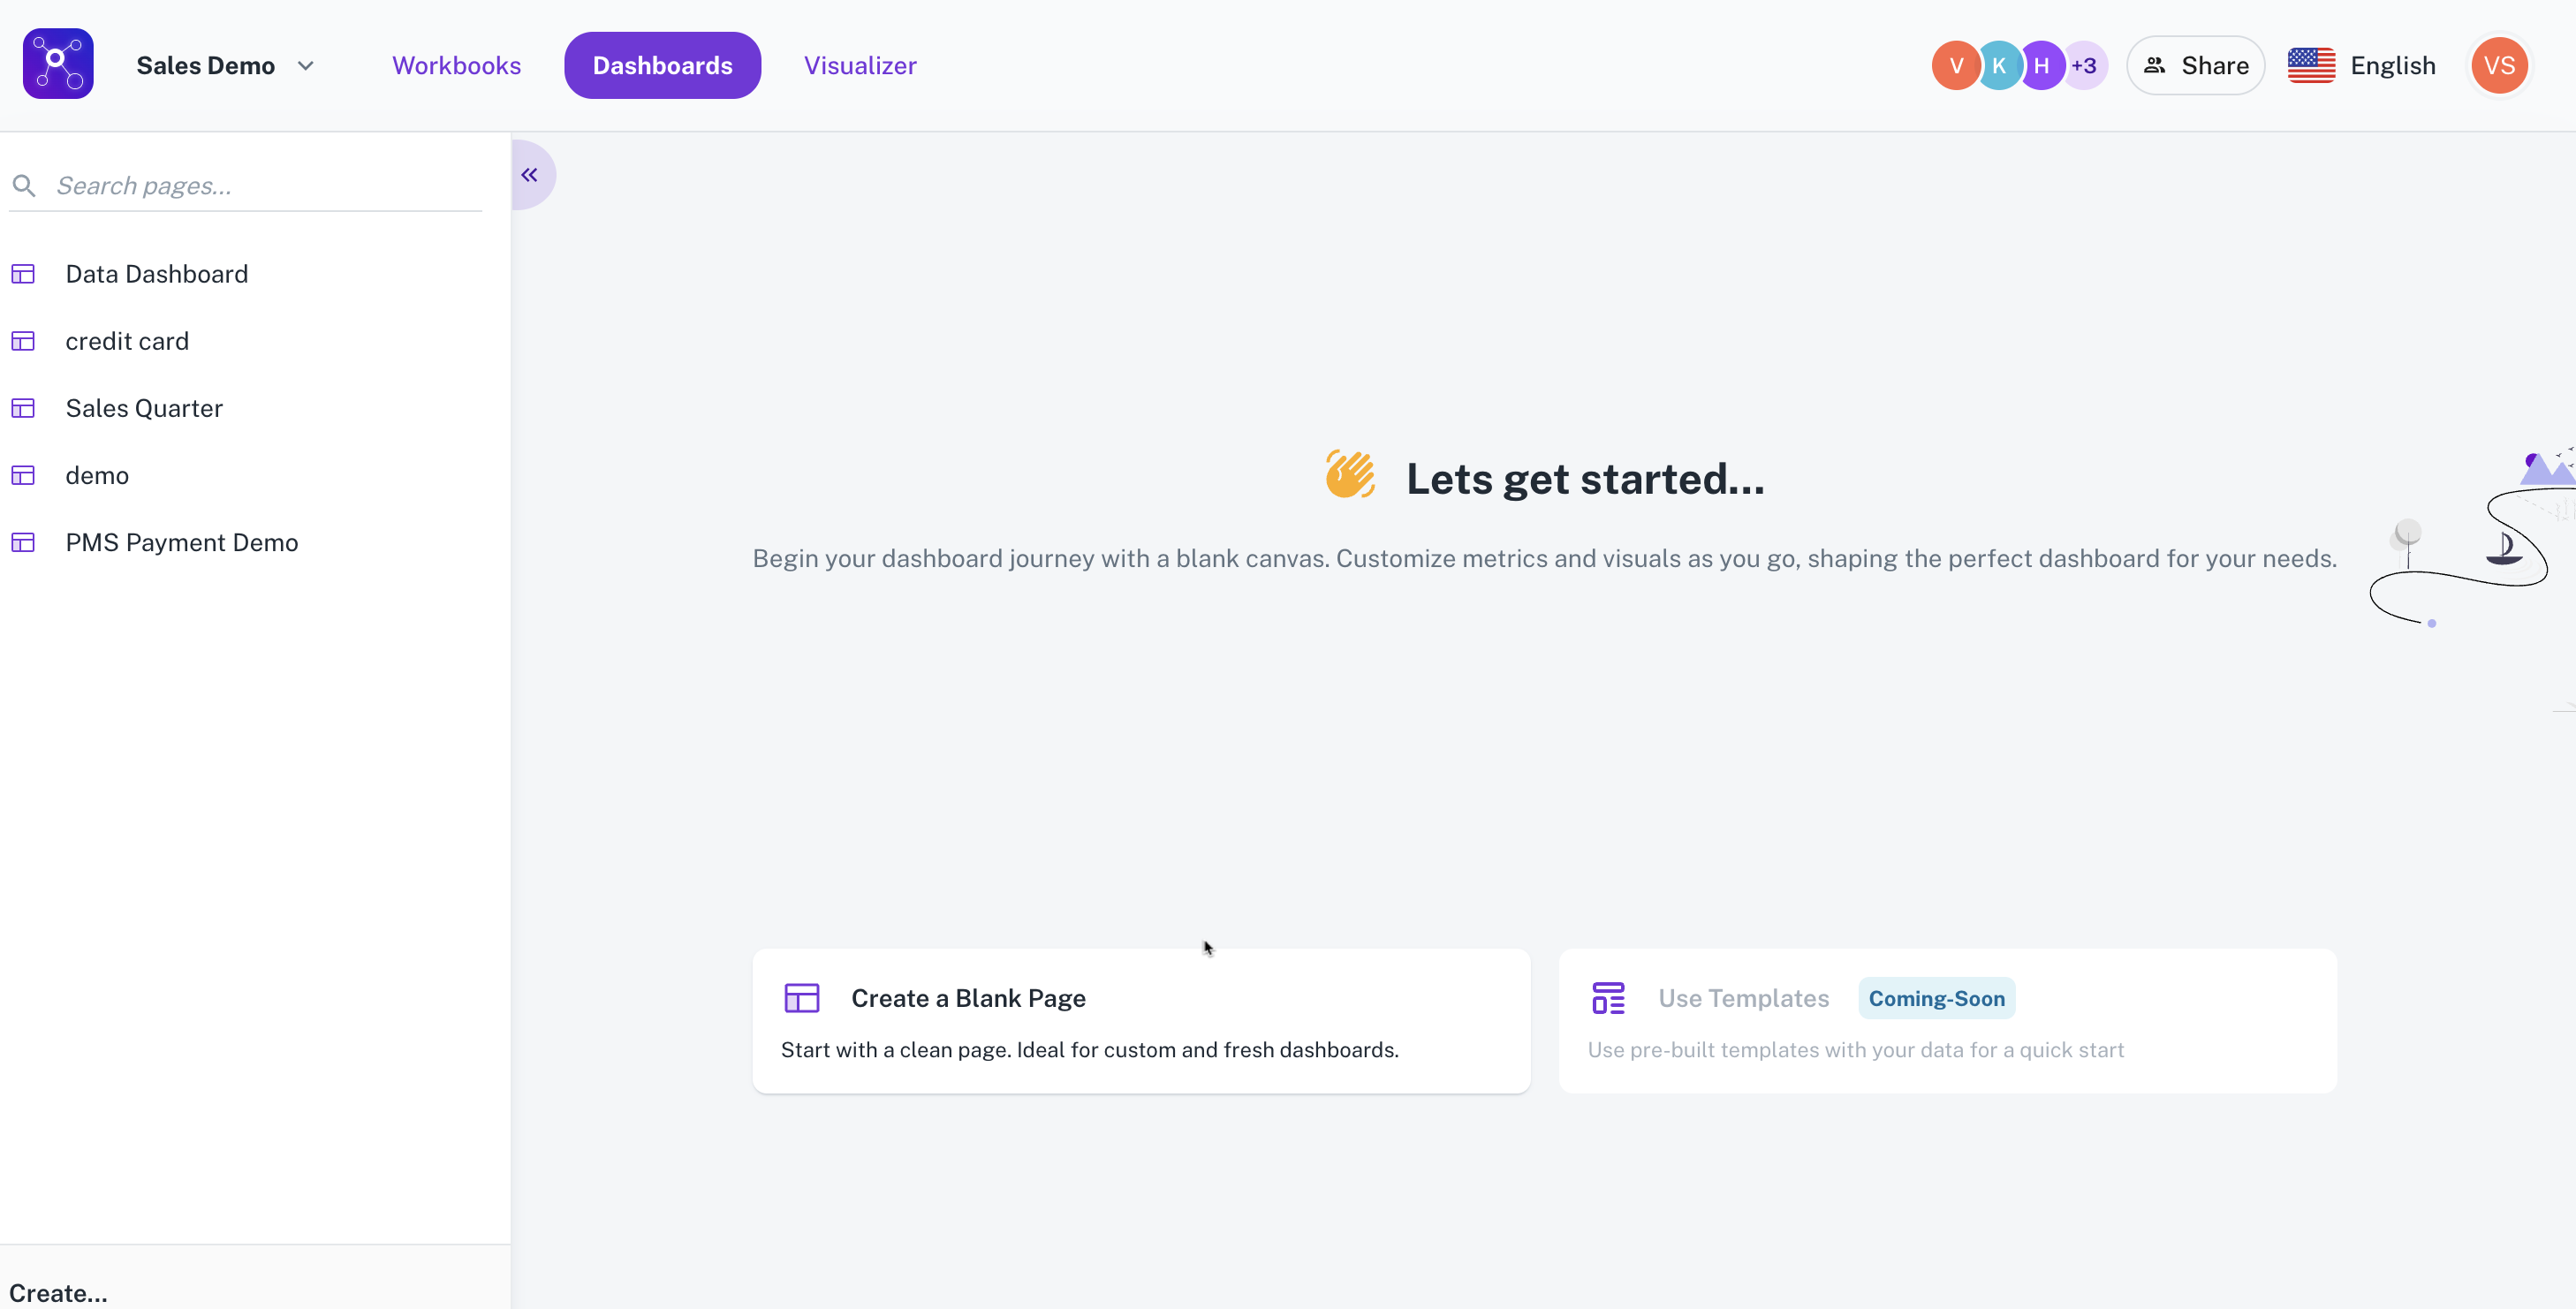 Sales Demo
Workbooks
Dashboards
Visualizer
V
K
H
+3
Share
English
VS
Search pages...
Data Dashboard
credit card
Sales Quarter
demo
PMS Payment Demo
Create...
Lets get started...
Begin your dashboard journey with a blank canvas. Customize metrics and visuals as you go, shaping the perfect dashboard for your needs.
Create a Blank Page
Start with a clean page. Ideal for custom and fresh dashboards.
Use Templates
Coming-Soon
Use pre-built templates with your data for a quick start